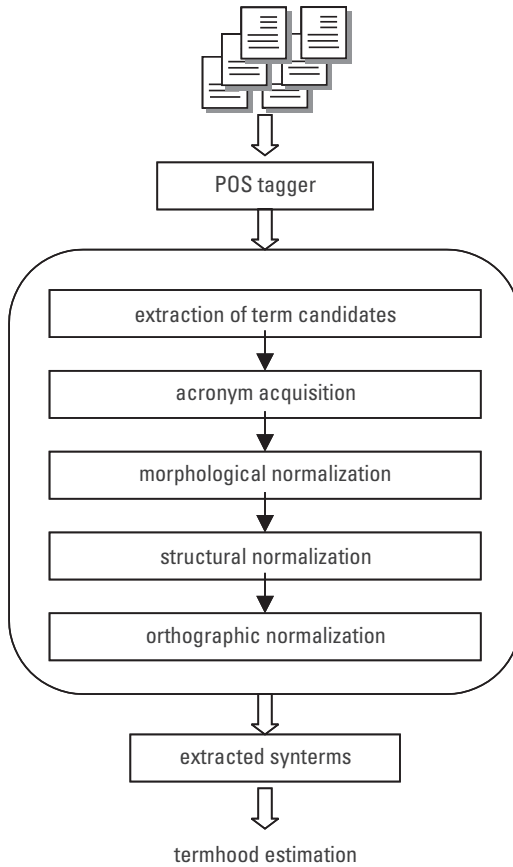 POS tagger
extraction of term candidates
acronym acquisition
morphological normalization
structural normalization
orthographic normalization
extracted synterms
termhood estimation